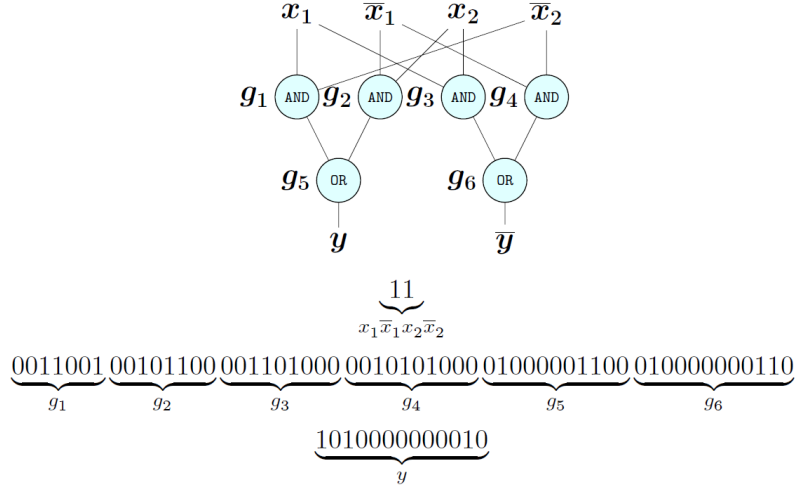 x₁ x̅₁ x₂ x̅₂
g₁ AND g₂ AND g₃ AND g₄ AND
g₅ OR g₆ OR
y y̅
11
x₁x̅₁x₂x̅₂
0011001 00101100 001101000 0010101000 01000001100 010000000110
g₁ g₂ g₃ g₄ g₅ g₆
1010000000010
y